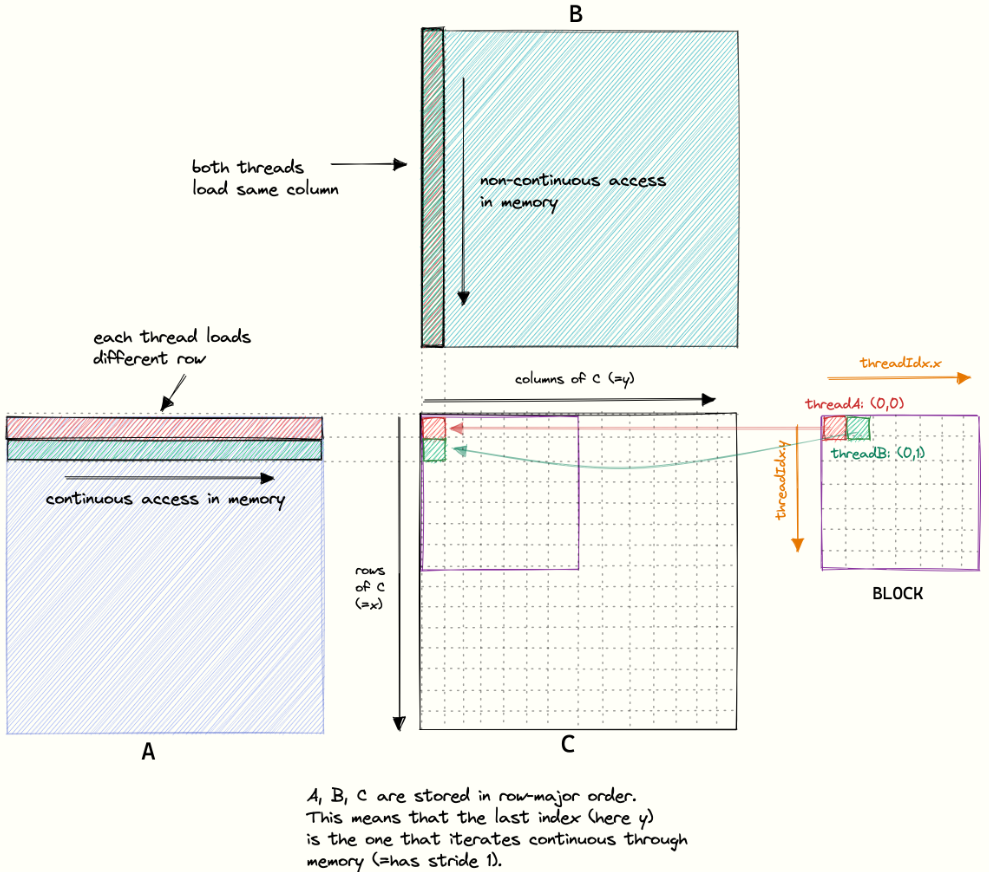 B
both threads
load same column
non-continuous access
in memory
each thread loads
different row
columns of C (=y)
threadIdx.x
threadA: (0,0)
threadB: (0,1)
threadIdx.y
continuous access in memory
rows
of C
(=x)
BLOCK
A
C
A, B, C are stored in row-major order.
This means that the last index (here y)
is the one that iterates continuous through
memory (=has stride 1).